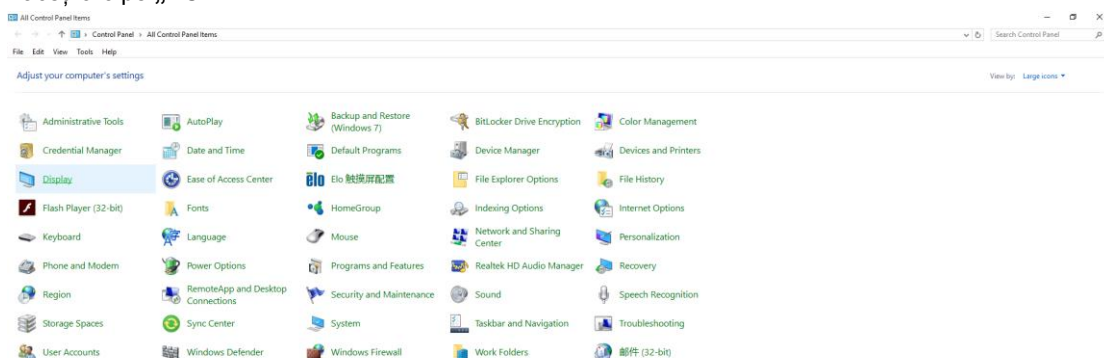 All Control Panel Items
Control Panel > All Control Panel Items
Search Control Panel
File Edit View Tools Help
Adjust your computer's settings
View by: Large icons
Administrative Tools
AutoPlay
Backup and Restore
(Windows 7)
BitLocker Drive Encryption
Color Management
Credential Manager
Date and Time
Default Programs
Device Manager
Devices and Printers
Display
Ease of Access Center
elo
Elo 触摸屏配置
File Explorer Options
File History
Flash Player (32-bit)
Fonts
HomeGroup
Indexing Options
Internet Options
Keyboard
Language
Mouse
Network and Sharing
Center
Personalization
Phone and Modem
Power Options
Programs and Features
Realtek HD Audio Manager
Recovery
Region
RemoteApp and Desktop
Connections
Security and Maintenance
Sound
Speech Recognition
Storage Spaces
Sync Center
System
Taskbar and Navigation
Troubleshooting
User Accounts
Windows Defender
Windows Firewall
Work Folders
邮件 (32-bit)